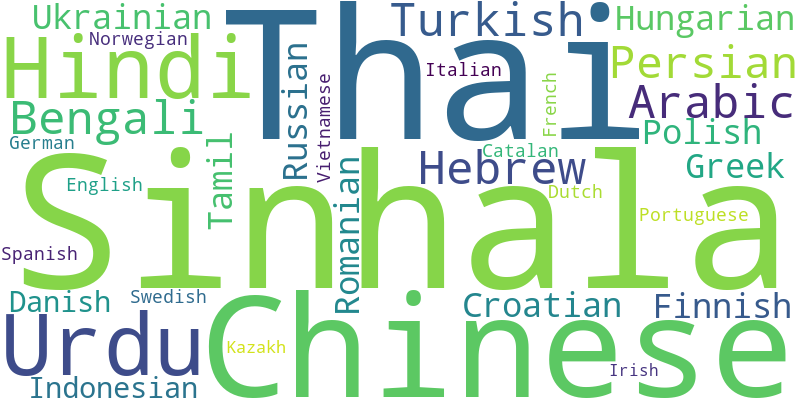 Ukrainian
Norwegian
Hindi
Thai
Turkish
Hungarian
Italian
Persian
Bengali
Russian
Vietnamese
French
Arabic
German
Tamil
Polish
Catalan
Hebrew
Greek
English
Sinhala
Romanian
Dutch
Portuguese
Spanish
Danish
Swedish
Croatian
Finnish
Urdu
Chinese
Kazakh
Irish
Indonesian